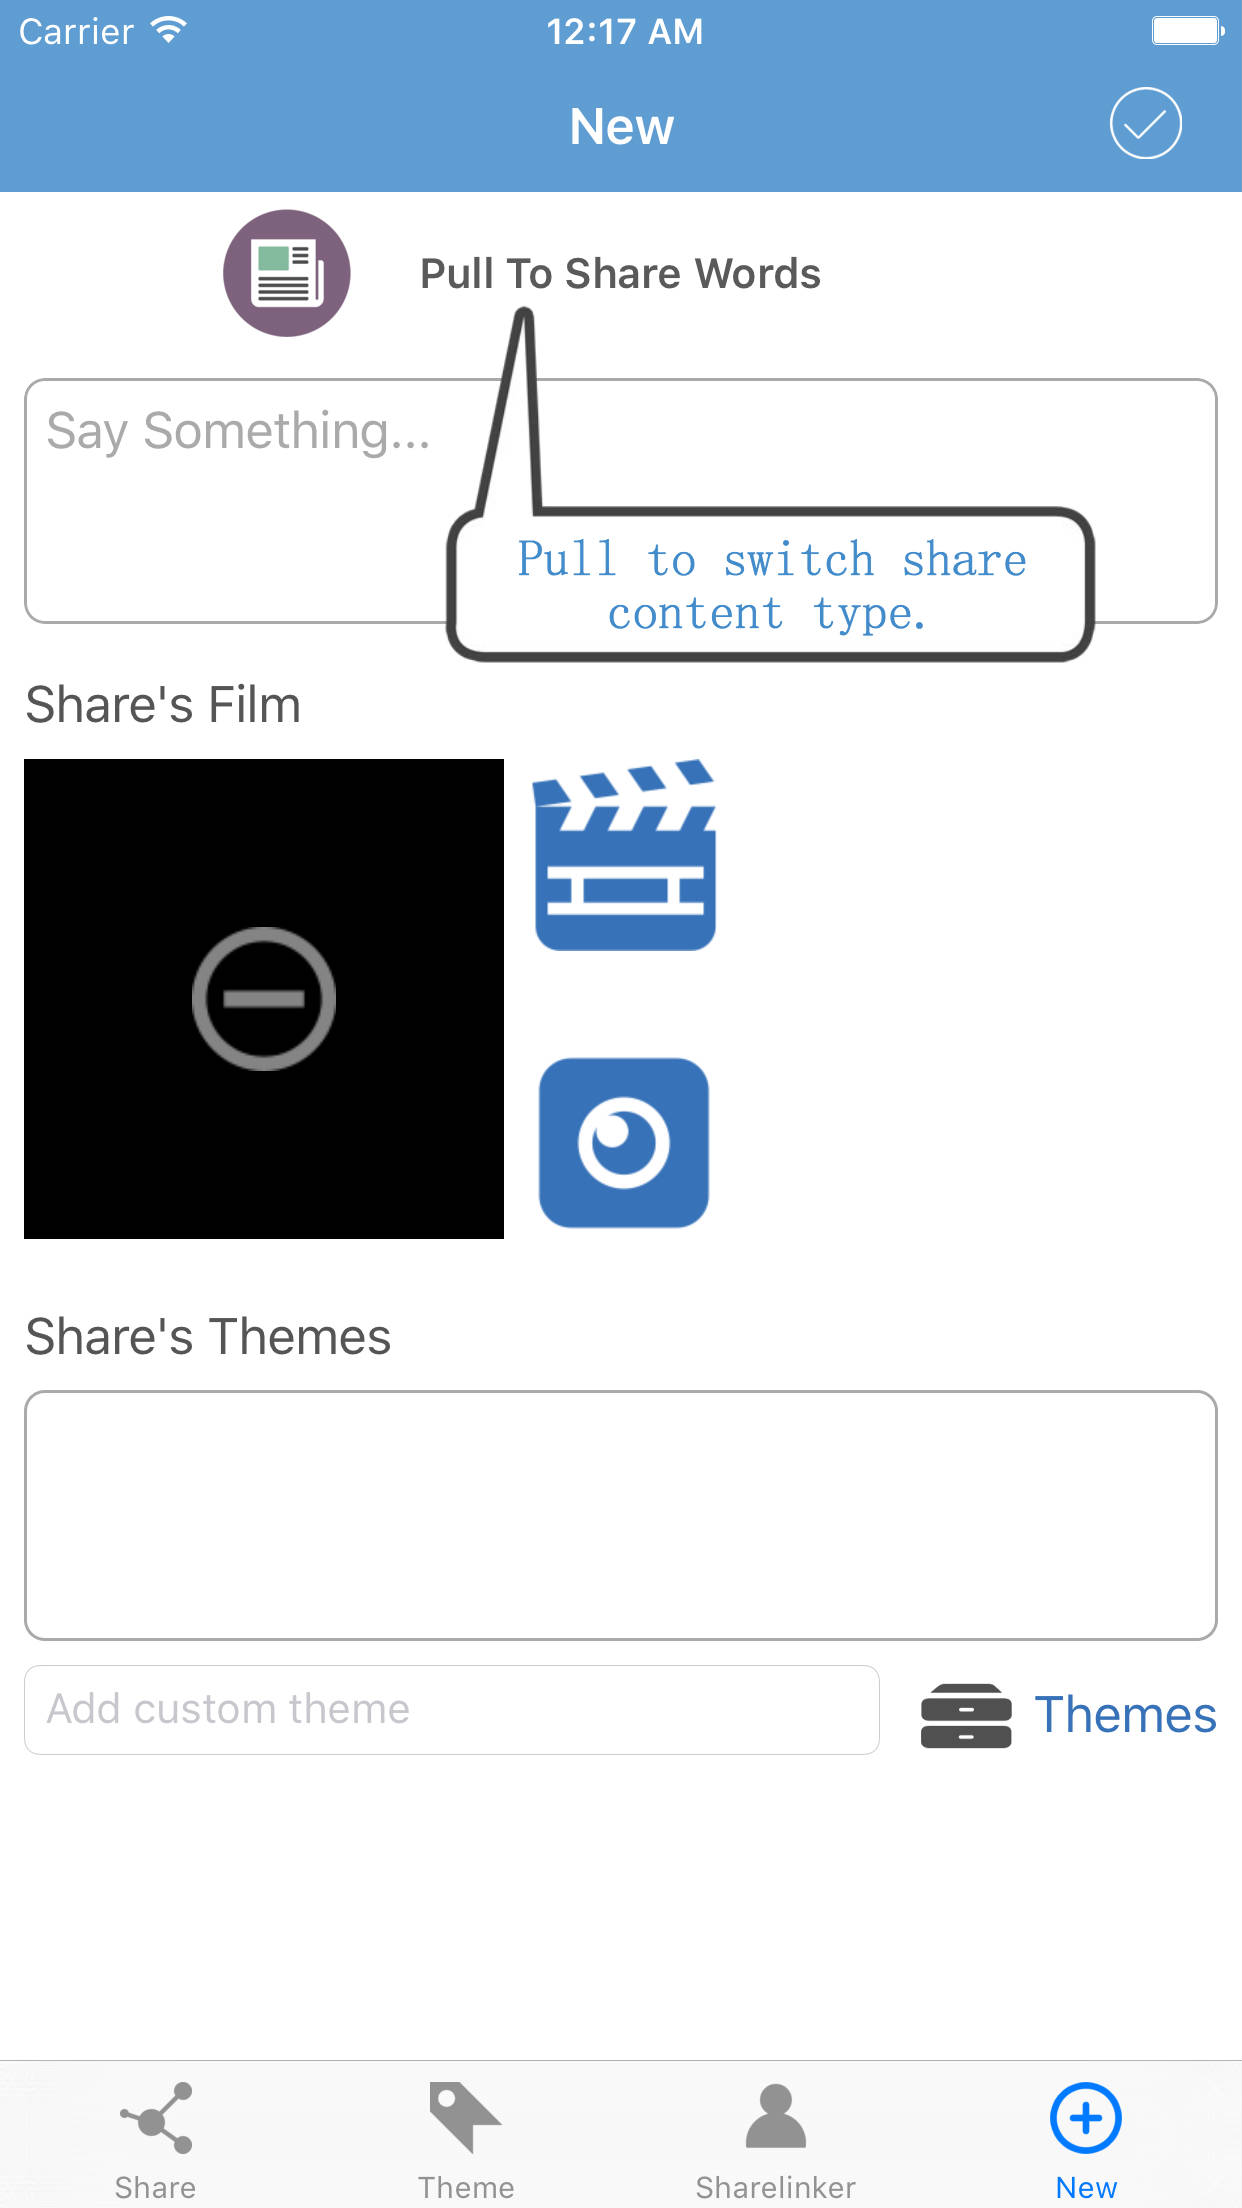 Carrier 12:17 AM
New
Pull To Share Words
Say Something...
Pull to switch share
content type.
Share's Film
Share's Themes
Add custom theme Themes
Share Theme Sharelinker New